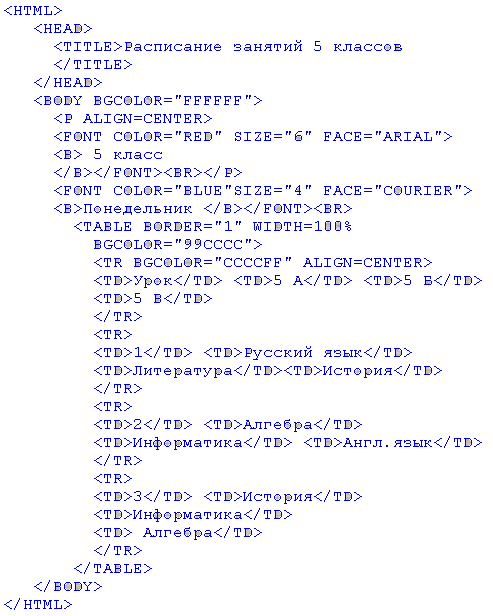 <HTML>
<HEAD>
<TITLE>Расписание занятий 5 классов
</TITLE>
</HEAD>
<BODY BGCOLOR="FFFFFF">
<P ALIGN=CENTER>
<FONT COLOR="RED" SIZE="6" FACE="ARIAL">
<B> 5 класс
</B></FONT><BR></P>
<FONT COLOR="BLUE"SIZE="4" FACE="COURIER">
<B>Понедельник </B></FONT><BR>
<TABLE BORDER="1" WIDTH=100%
BGCOLOR="99CCCC">
<TR BGCOLOR="CCCCFF" ALIGN=CENTER>
<TD>Урок</TD> <TD>5 А</TD> <TD>5 Б</TD>
<TD>5 В</TD>
</TR>
<TR>
<TD>1</TD> <TD>Русский язык</TD>
<TD>Литература</TD><TD>История</TD>
</TR>
<TR>
<TD>2</TD> <TD>Алгебра</TD>
<TD>Информатика</TD> <TD>Англ.язык</TD>
</TR>
<TR>
<TD>3</TD> <TD>История</TD>
<TD>Информатика</TD>
<TD> Алгебра</TD>
</TR>
</TABLE>
</BODY>
</HTML>